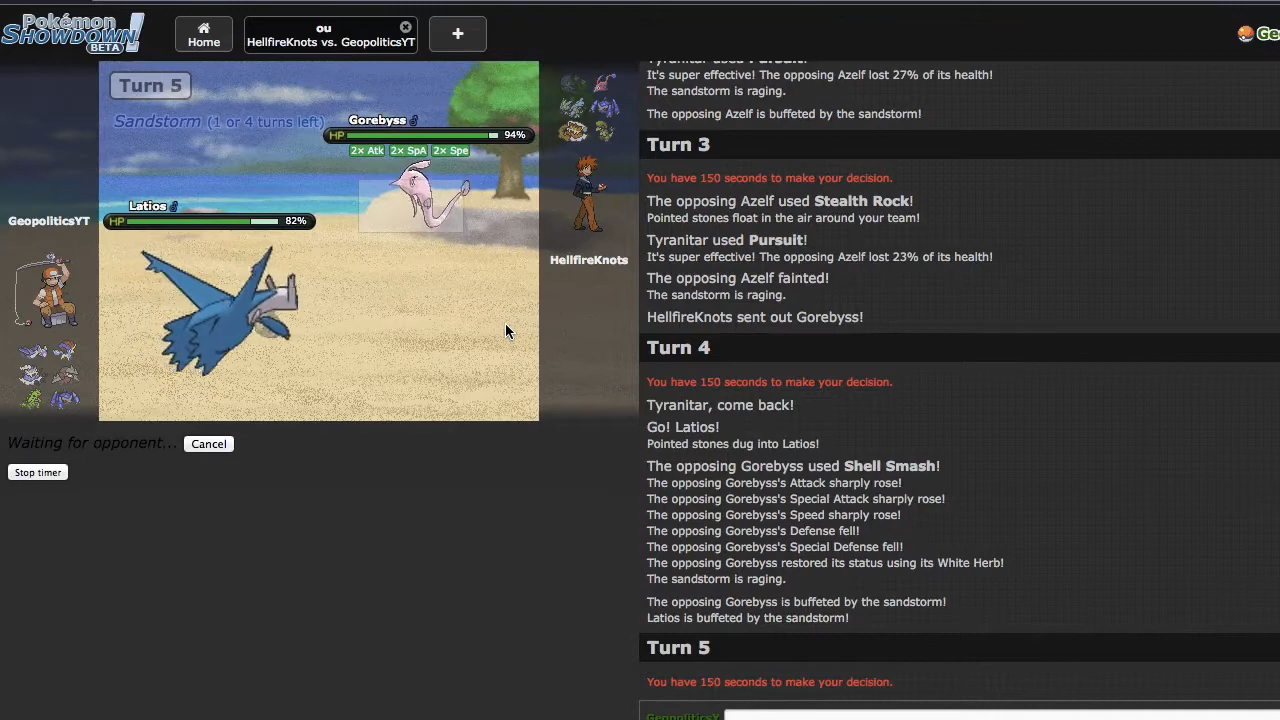 Pokémon
SHOWDOWN!
BETA
Home
ou
HellfireKnots vs. GeopoliticsYT
+
Ge
Turn 5
Sandstorm (1 or 4 turns left)
Gorebyss ♂
HP 94%
2× Atk 2× SpA 2× Spe
Latios ♂
HP 82%
GeopoliticsYT
HellfireKnots
Waiting for opponent... Cancel
Stop timer
Tyranitar used Pursuit!
It's super effective! The opposing Azelf lost 27% of its health!
The sandstorm is raging.
The opposing Azelf is buffeted by the sandstorm!
Turn 3
You have 150 seconds to make your decision.
The opposing Azelf used Stealth Rock!
Pointed stones float in the air around your team!
Tyranitar used Pursuit!
It's super effective! The opposing Azelf lost 23% of its health!
The opposing Azelf fainted!
The sandstorm is raging.
HellfireKnots sent out Gorebyss!
Turn 4
You have 150 seconds to make your decision.
Tyranitar, come back!
Go! Latios!
Pointed stones dug into Latios!
The opposing Gorebyss used Shell Smash!
The opposing Gorebyss's Attack sharply rose!
The opposing Gorebyss's Special Attack sharply rose!
The opposing Gorebyss's Speed sharply rose!
The opposing Gorebyss's Defense fell!
The opposing Gorebyss's Special Defense fell!
The opposing Gorebyss restored its status using its White Herb!
The sandstorm is raging.
The opposing Gorebyss is buffeted by the sandstorm!
Latios is buffeted by the sandstorm!
Turn 5
You have 150 seconds to make your decision.
GeopoliticsY